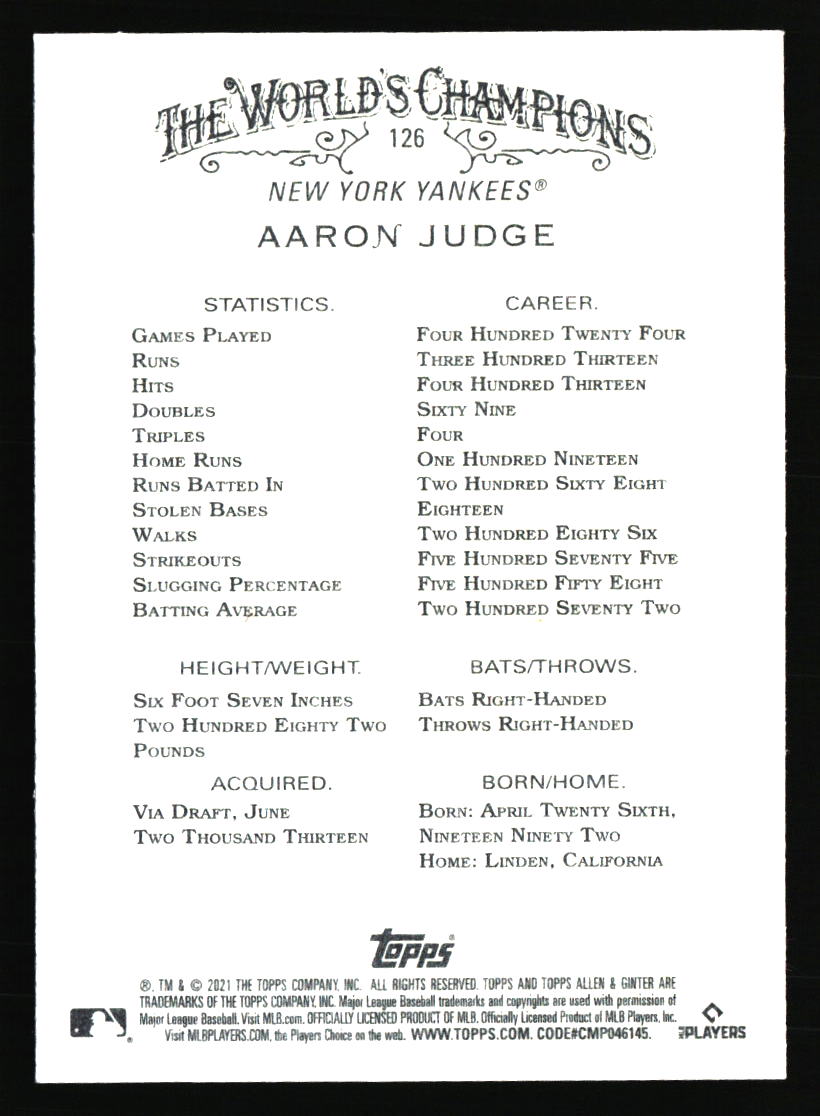 THE WORLD'S CHAMPIONS
126
NEW YORK YANKEES®
AARON JUDGE
STATISTICS. CAREER.
GAMES PLAYED FOUR HUNDRED TWENTY FOUR
RUNS THREE HUNDRED THIRTEEN
HITS FOUR HUNDRED THIRTEEN
DOUBLES SIXTY NINE
TRIPLES FOUR
HOME RUNS ONE HUNDRED NINETEEN
RUNS BATTED IN TWO HUNDRED SIXTY EIGHT
STOLEN BASES EIGHTEEN
WALKS TWO HUNDRED EIGHTY SIX
STRIKEOUTS FIVE HUNDRED SEVENTY FIVE
SLUGGING PERCENTAGE FIVE HUNDRED FIFTY EIGHT
BATTING AVERAGE TWO HUNDRED SEVENTY TWO
HEIGHT/WEIGHT. BATS/THROWS.
SIX FOOT SEVEN INCHES BATS RIGHT-HANDED
TWO HUNDRED EIGHTY TWO THROWS RIGHT-HANDED
POUNDS
ACQUIRED. BORN/HOME.
VIA DRAFT, JUNE BORN: APRIL TWENTY SIXTH,
TWO THOUSAND THIRTEEN NINETEEN NINETY TWO
HOME: LINDEN, CALIFORNIA
Topps®
®, TM & © 2021 THE TOPPS COMPANY, INC. ALL RIGHTS RESERVED. TOPPS AND TOPPS ALLEN & GINTER ARE
TRADEMARKS OF THE TOPPS COMPANY, INC. Major League Baseball trademarks and copyrights are used with permission of
Major League Baseball. Visit MLB.com. OFFICIALLY LICENSED PRODUCT OF MLB. Officially Licensed Product of MLB Players, Inc.
Visit MLBPLAYERS.COM, the Players Choice on the web. WWW.TOPPS.COM. CODE#CMP046145.
MLB PLAYERS